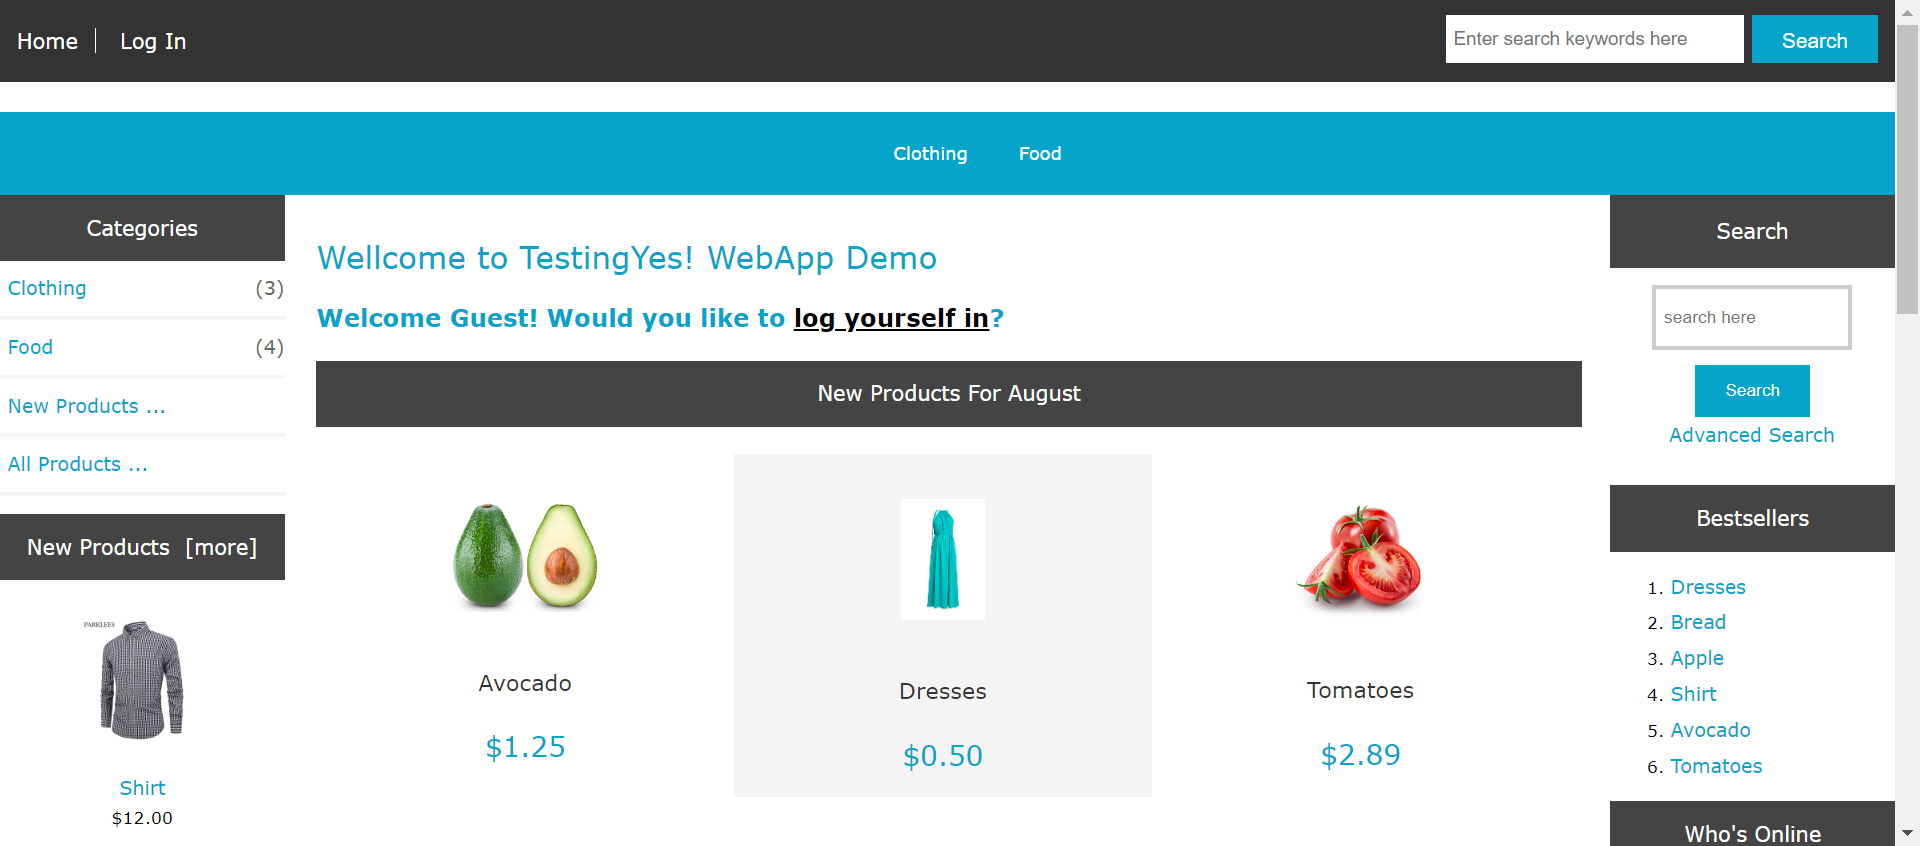 Home
Log In
Enter search keywords here
Search
Clothing
Food
Categories
Clothing (3)
Food (4)
New Products ...
All Products ...
New Products [more]
PARKLEES
Shirt
$12.00
Wellcome to TestingYes! WebApp Demo
Welcome Guest! Would you like to log yourself in?
New Products For August
Avocado
$1.25
Dresses
$0.50
Tomatoes
$2.89
Search
search here
Search
Advanced Search
Bestsellers
1. Dresses
2. Bread
3. Apple
4. Shirt
5. Avocado
6. Tomatoes
Who's Online